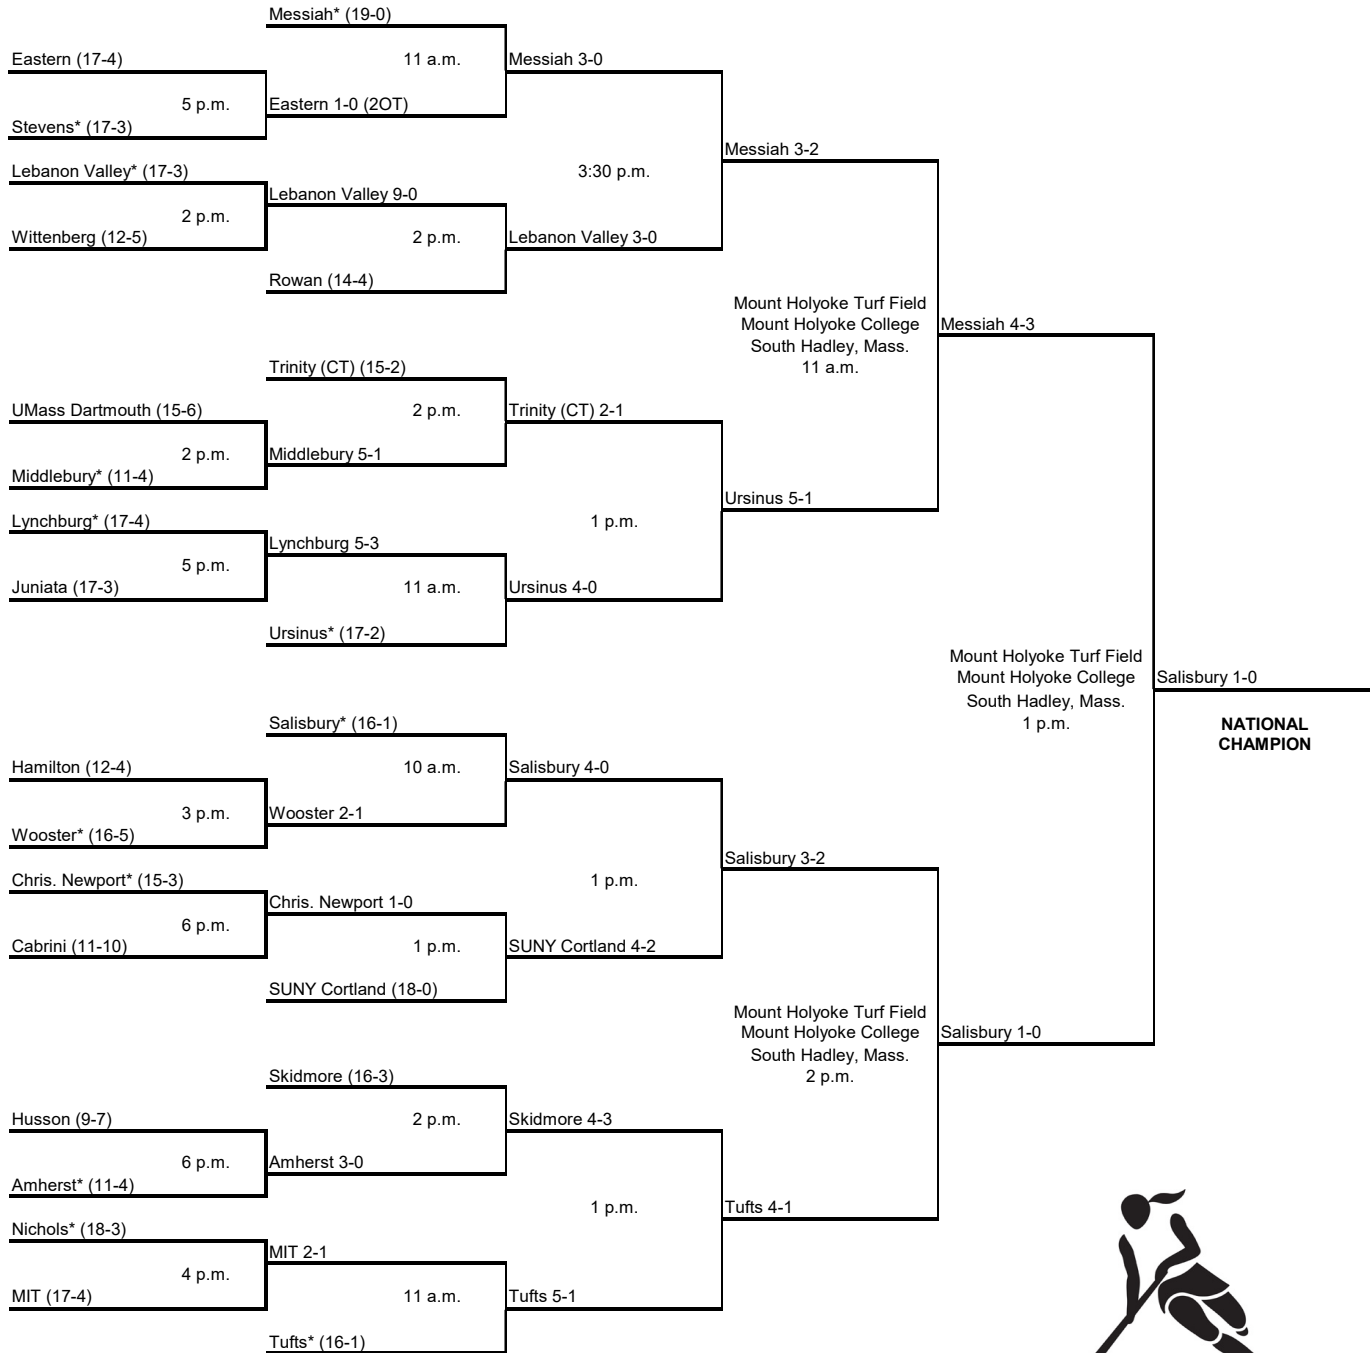 Messiah* (19-0)
Eastern (17-4)
11 a.m.
Messiah 3-0
5 p.m.
Eastern 1-0 (2OT)
Stevens* (17-3)
Messiah 3-2
Lebanon Valley* (17-3)
3:30 p.m.
Lebanon Valley 9-0
2 p.m.
Wittenberg (12-5)
2 p.m.
Lebanon Valley 3-0
Rowan (14-4)
Mount Holyoke Turf Field
Mount Holyoke College
South Hadley, Mass.
11 a.m.
Messiah 4-3
Trinity (CT) (15-2)
UMass Dartmouth (15-6)
2 p.m.
Trinity (CT) 2-1
2 p.m.
Middlebury 5-1
Middlebury* (11-4)
Ursinus 5-1
Lynchburg* (17-4)
1 p.m.
Lynchburg 5-3
5 p.m.
Juniata (17-3)
11 a.m.
Ursinus 4-0
Ursinus* (17-2)
Mount Holyoke Turf Field
Mount Holyoke College
South Hadley, Mass.
1 p.m.
Salisbury 1-0
NATIONAL
CHAMPION
Salisbury* (16-1)
Hamilton (12-4)
10 a.m.
Salisbury 4-0
3 p.m.
Wooster 2-1
Wooster* (16-5)
Salisbury 3-2
Chris. Newport* (15-3)
1 p.m.
Chris. Newport 1-0
6 p.m.
Cabrini (11-10)
1 p.m.
SUNY Cortland 4-2
SUNY Cortland (18-0)
Mount Holyoke Turf Field
Mount Holyoke College
South Hadley, Mass.
2 p.m.
Salisbury 1-0
Skidmore (16-3)
Husson (9-7)
2 p.m.
Skidmore 4-3
6 p.m.
Amherst 3-0
Amherst* (11-4)
1 p.m.
Tufts 4-1
Nichols* (18-3)
MIT 2-1
4 p.m.
MIT (17-4)
11 a.m.
Tufts 5-1
Tufts* (16-1)